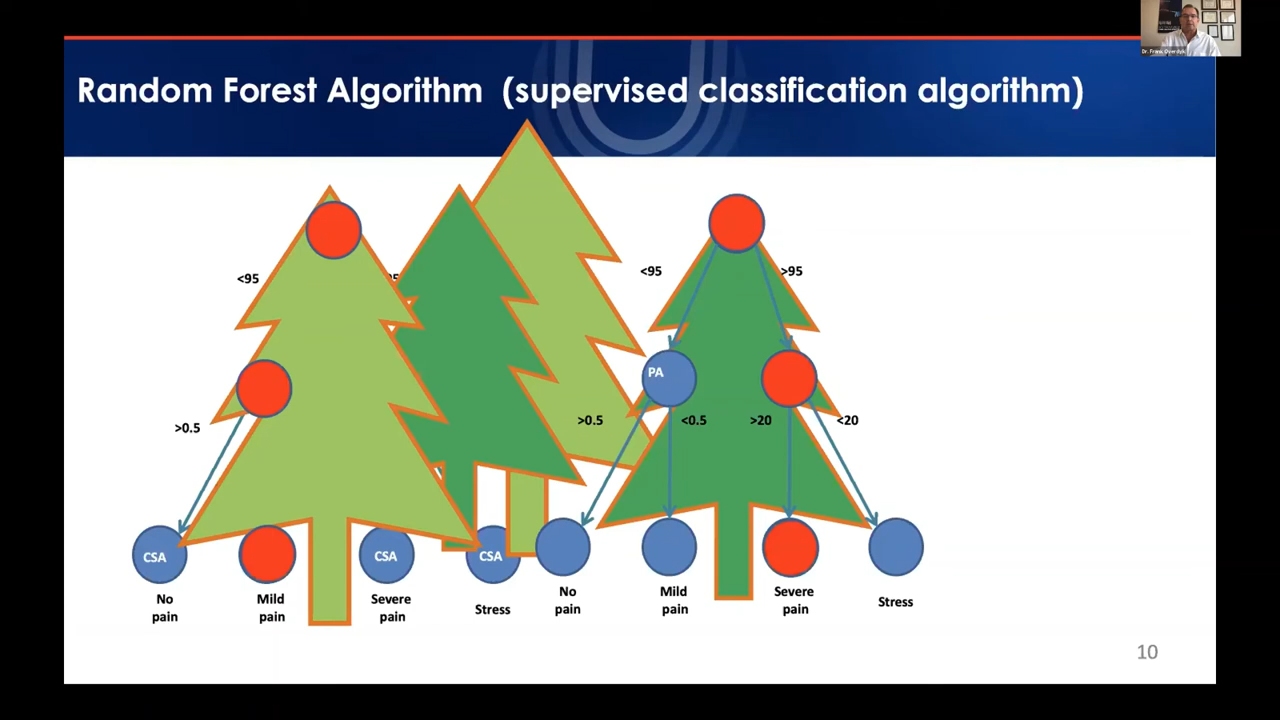 Random Forest Algorithm (supervised classification algorithm)
<95
<95
>95
PA
>0.5
>0.5
<0.5
>20
<20
CSA
CSA
CSA
No
pain
Mild
pain
Severe
pain
Stress
No
pain
Mild
pain
Severe
pain
Stress
10